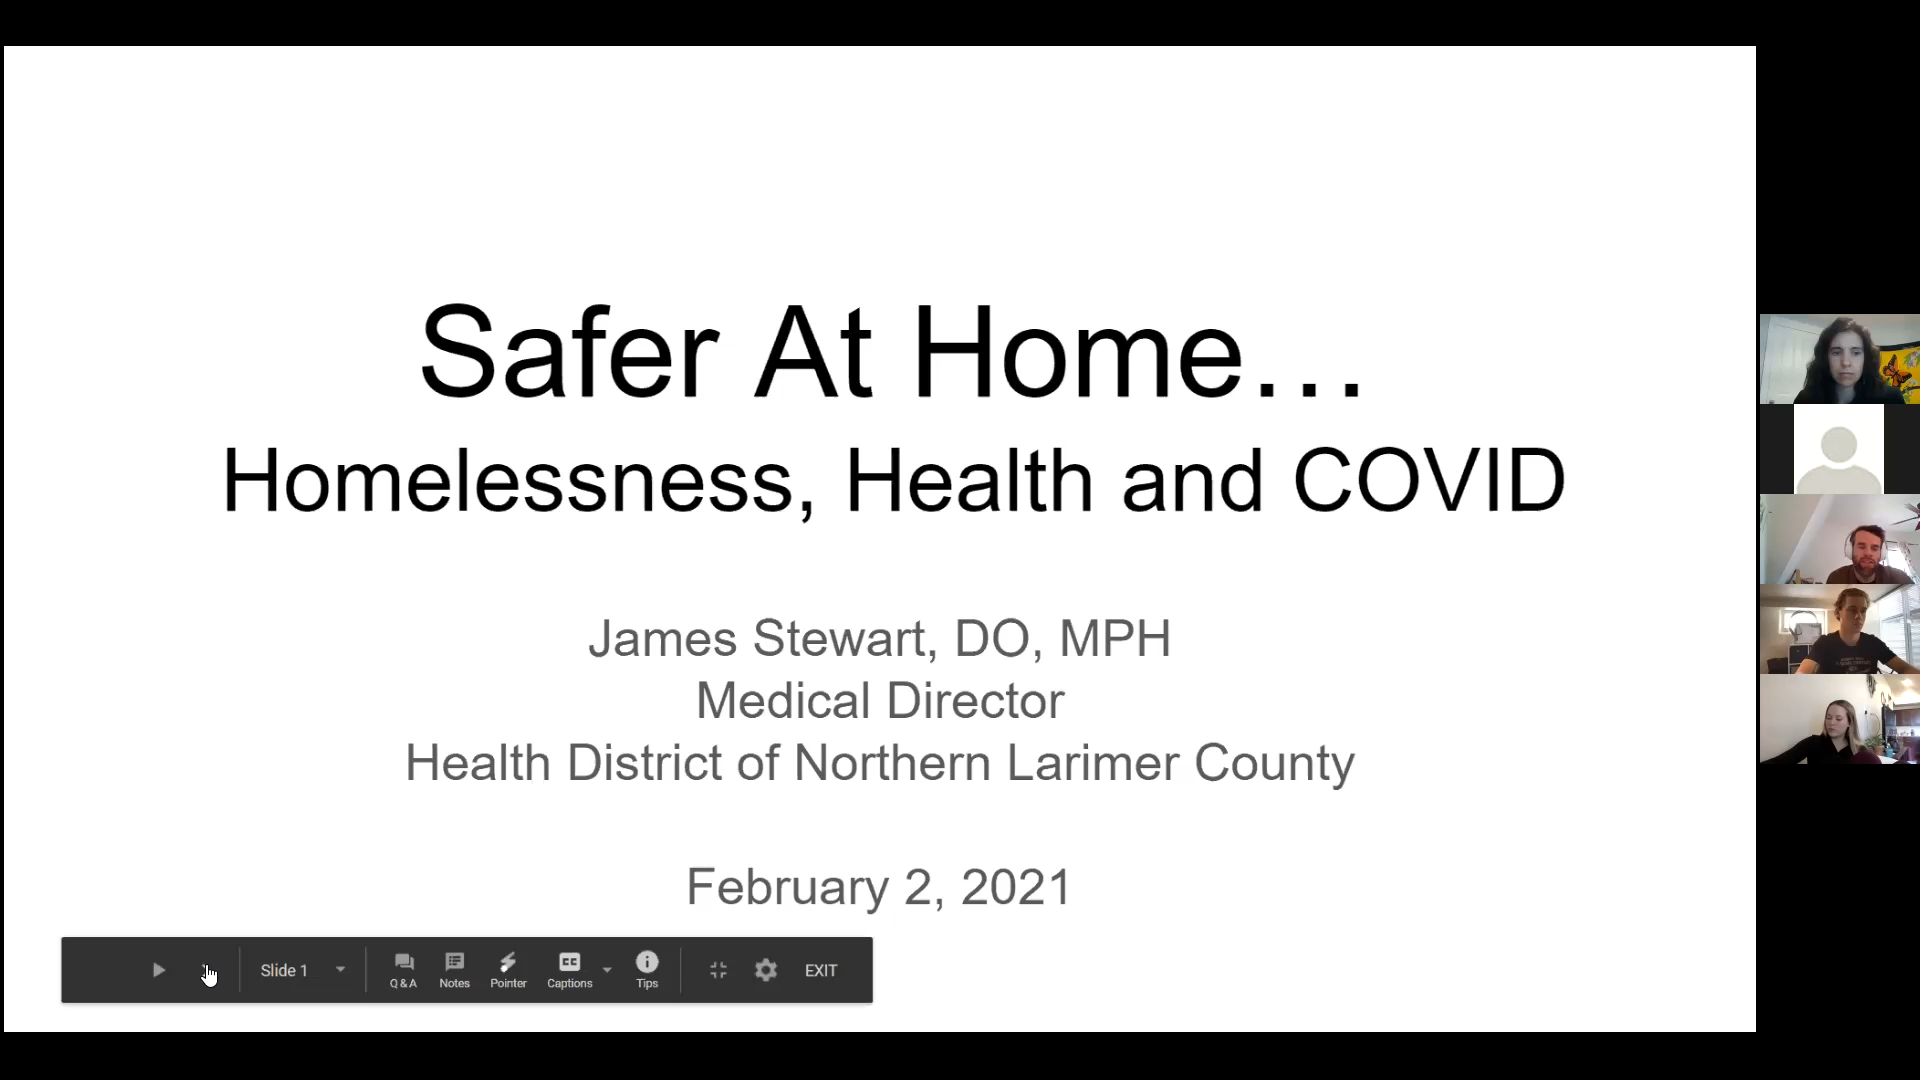 Safer At Home…
Homelessness, Health and COVID
James Stewart, DO, MPH
Medical Director
Health District of Northern Larimer County
February 2, 2021
Slide 1
Q&A
Notes
Pointer
CC
Captions
Tips
EXIT